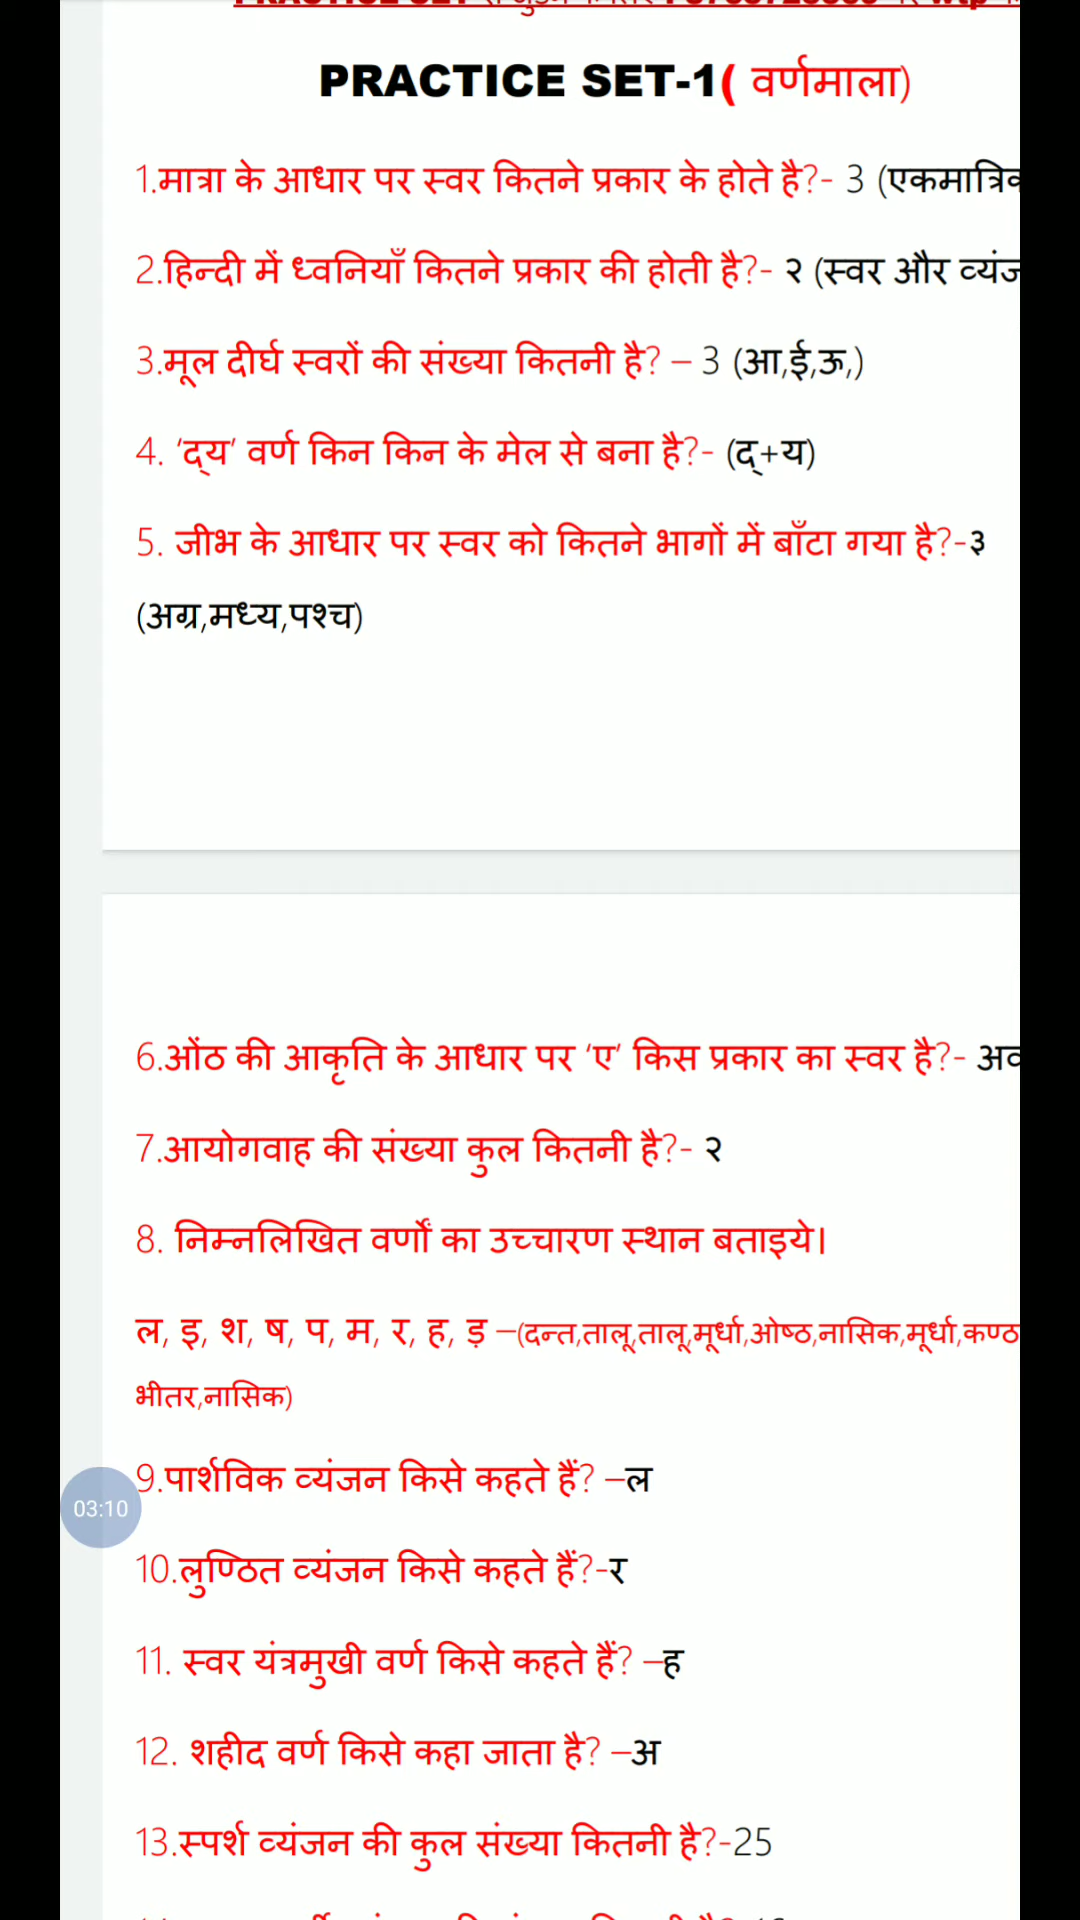 PRACTICE SET-1( वर्णमाला)
1.मात्रा के आधार पर स्वर कितने प्रकार के होते है?- 3
2.हिन्दी में ध्वनियाँ कितने प्रकार की होती है?- २ (स्वर और
3.मूल दीर्घ स्वरों की संख्या कितनी है? – 3 (आ,ई,ऊ,)
4. ‘द्‌य’ वर्ण किन किन के मेल से बना है?- (द्+य)
5. जीभ के आधार पर स्वर को कितने भागों में बाँटा गया है?-३
(अग्र,मध्य,पश्च)
6.ओंठ की आकृति के आधार पर ‘ए’ किस प्रकार का स्वर है?-
7.आयोगवाह की संख्या कुल कितनी है?- २
8. निम्नलिखित वर्णों का उच्चारण स्थान बताइये।
ल, इ, श, ष, प, म, र, ह, ड़ –(दन्त,तालू,तालू,मूर्धा,ओष्ठ,नासिक,मूर्धा,कण्ठ
भीतर,नासिक)
9.पार्शविक व्यंजन किसे कहते हैं? –ल
03:10
10.लुण्ठित व्यंजन किसे कहते हैं?-र
11. स्वर यंत्रमुखी वर्ण किसे कहते हैं? –ह
12. शहीद वर्ण किसे कहा जाता है? –अ
13.स्पर्श व्यंजन की कुल संख्या कितनी है?-25